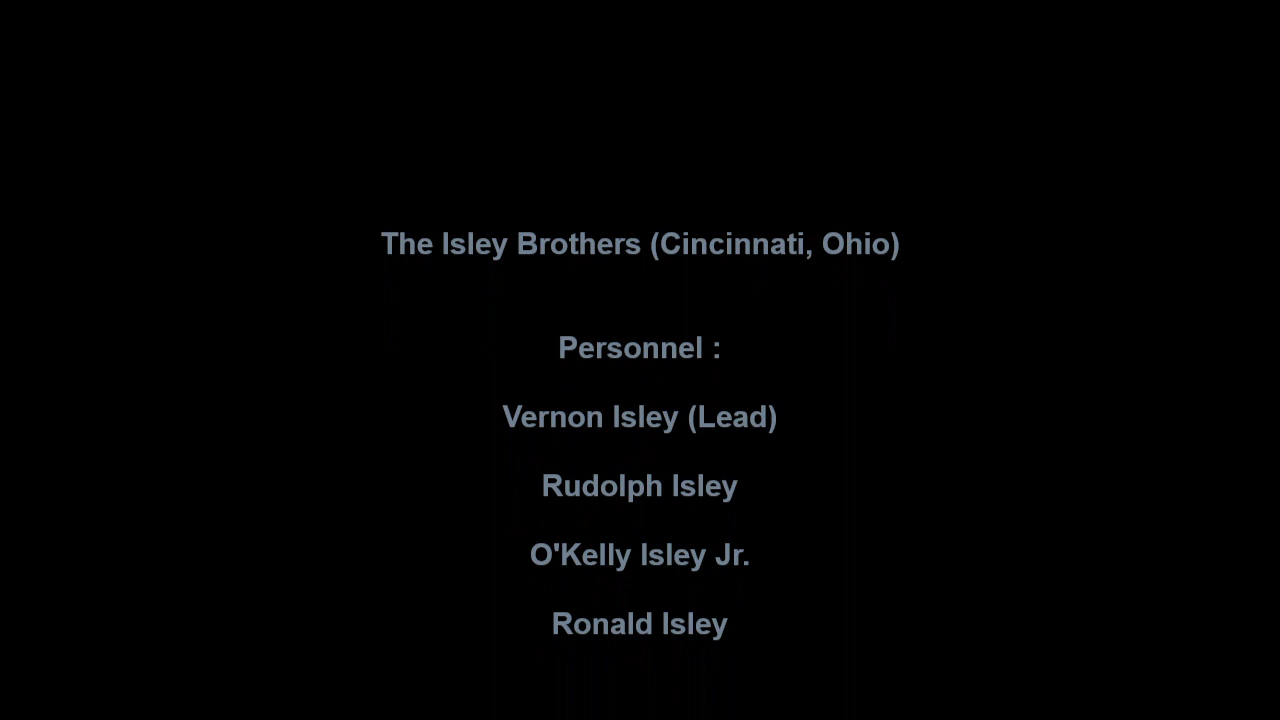 The Isley Brothers (Cincinnati, Ohio)
Personnel :
Vernon Isley (Lead)
Rudolph Isley
O'Kelly Isley Jr.
Ronald Isley